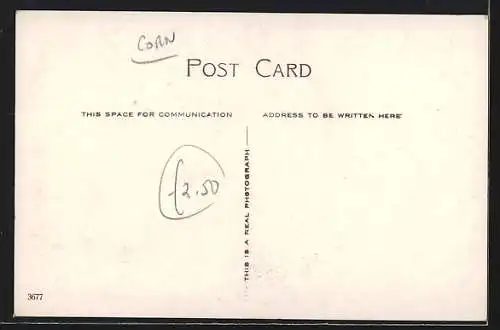 CORN
POST CARD
THIS SPACE FOR COMMUNICATION
ADDRESS TO BE WRITTEN HERE
THIS IS A REAL PHOTOGRAPH
£2.50
3677